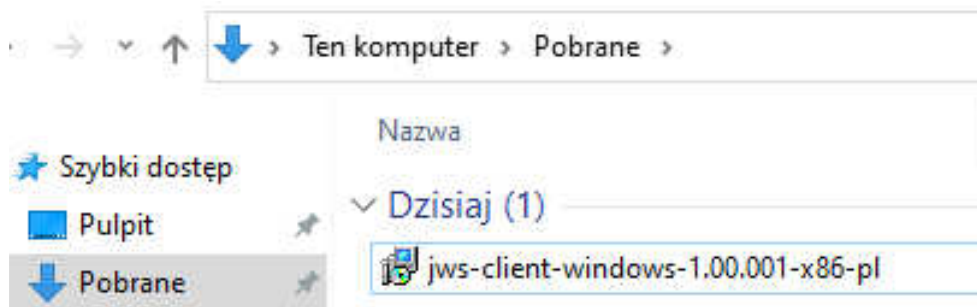 Ten komputer > Pobrane >
Nazwa
Szybki dostęp
Dzisiaj (1)
Pulpit
jws-client-windows-1.00.001-x86-pl
Pobrane